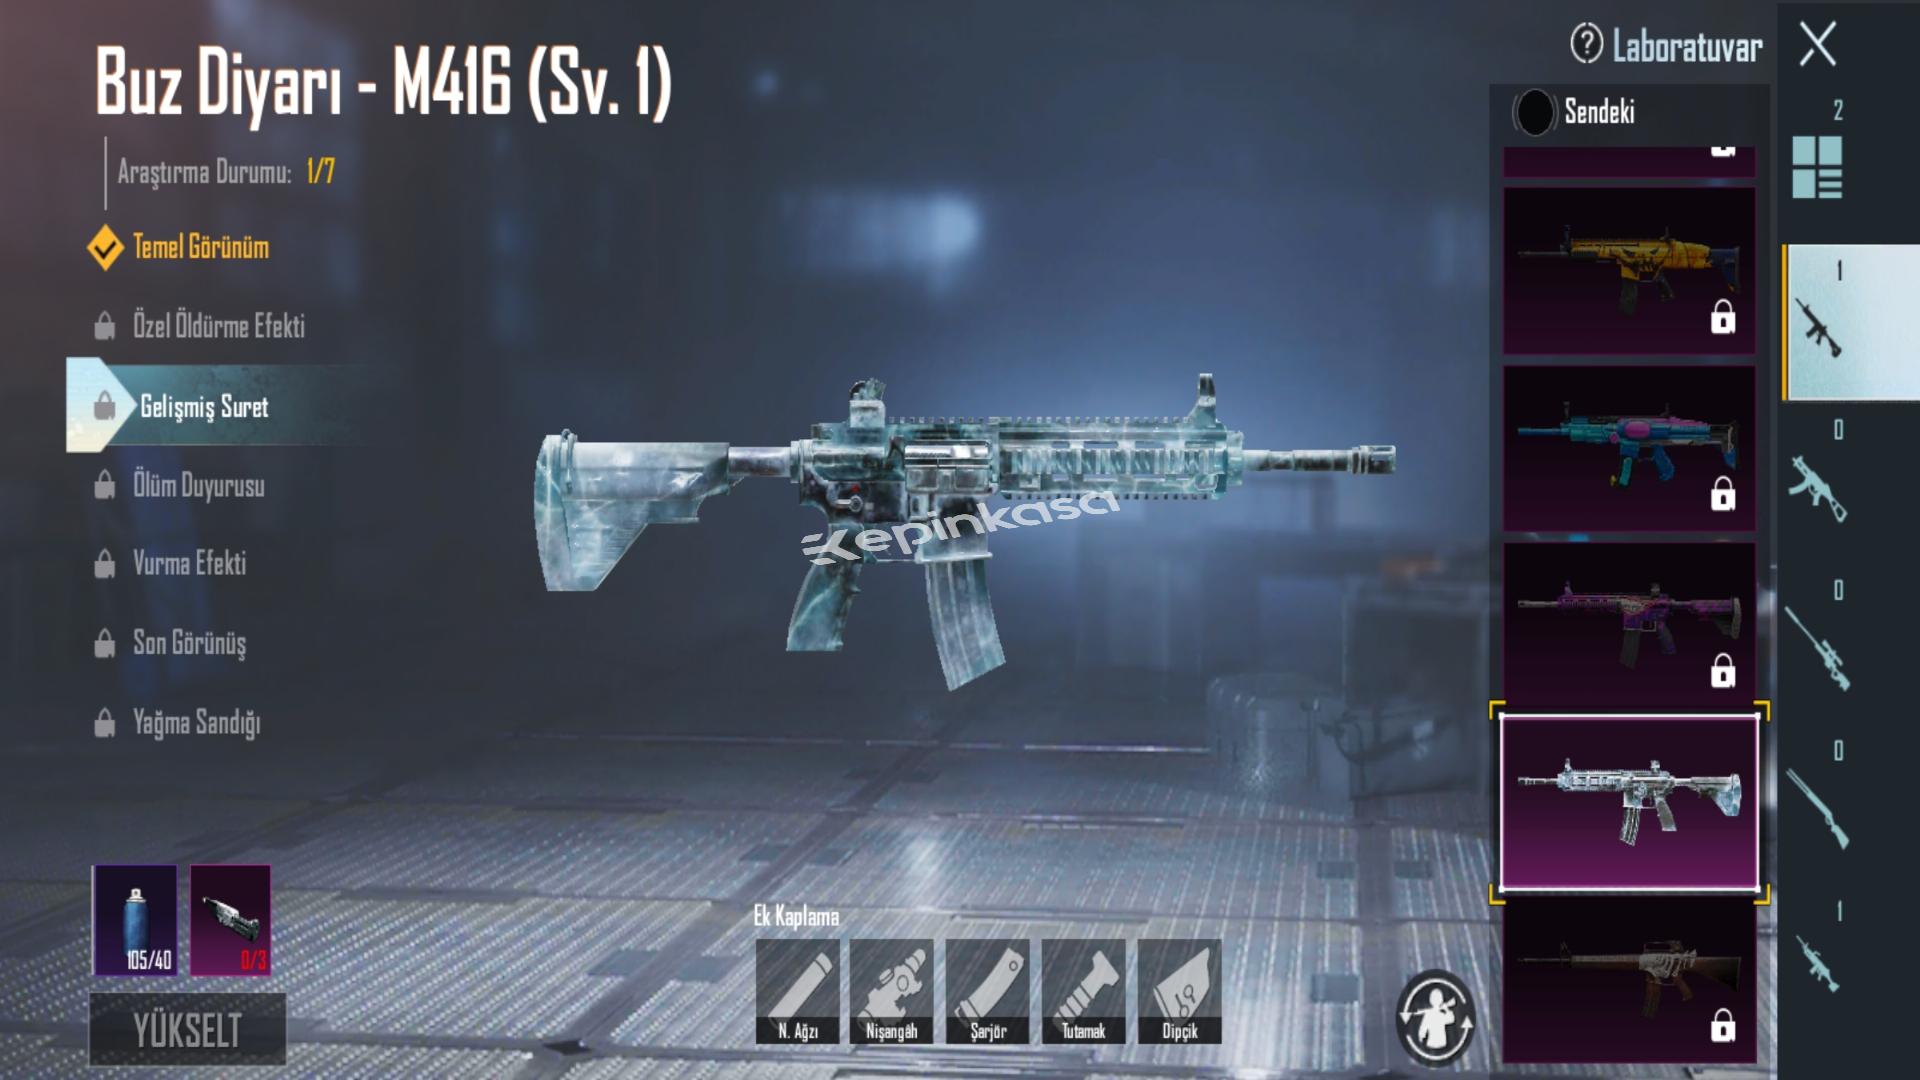 Buz Diyarı - M416 (Sv. 1)
Araştırma Durumu: 1/7
Temel Görünüm
Özel Öldürme Efekti
Gelişmiş Suret
Ölüm Duyurusu
Vurma Efekti
Son Görünüş
Yağma Sandığı
105/40
0/3
YÜKSELT
epinkasa
Ek Kaplama
N. Ağzı
Nişangâh
Şarjör
Tutamak
Dipçik
? Laboratuvar
Sendeki
2
1
0
0
0
1